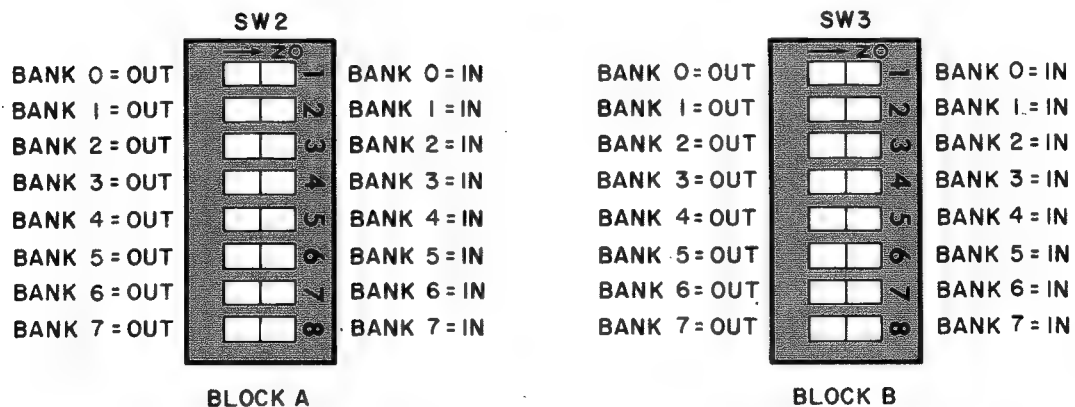 SW2
ON
BANK 0=OUT 1 BANK 0=IN
BANK 1=OUT 2 BANK 1=IN
BANK 2=OUT 3 BANK 2=IN
BANK 3=OUT 4 BANK 3=IN
BANK 4=OUT 5 BANK 4=IN
BANK 5=OUT 6 BANK 5=IN
BANK 6=OUT 7 BANK 6=IN
BANK 7=OUT 8 BANK 7=IN
BLOCK A
SW3
ON
BANK 0=OUT 1 BANK 0=IN
BANK 1=OUT 2 BANK 1=IN
BANK 2=OUT 3 BANK 2=IN
BANK 3=OUT 4 BANK 3=IN
BANK 4=OUT 5 BANK 4=IN
BANK 5=OUT 6 BANK 5=IN
BANK 6=OUT 7 BANK 6=IN
BANK 7=OUT 8 BANK 7=IN
BLOCK B